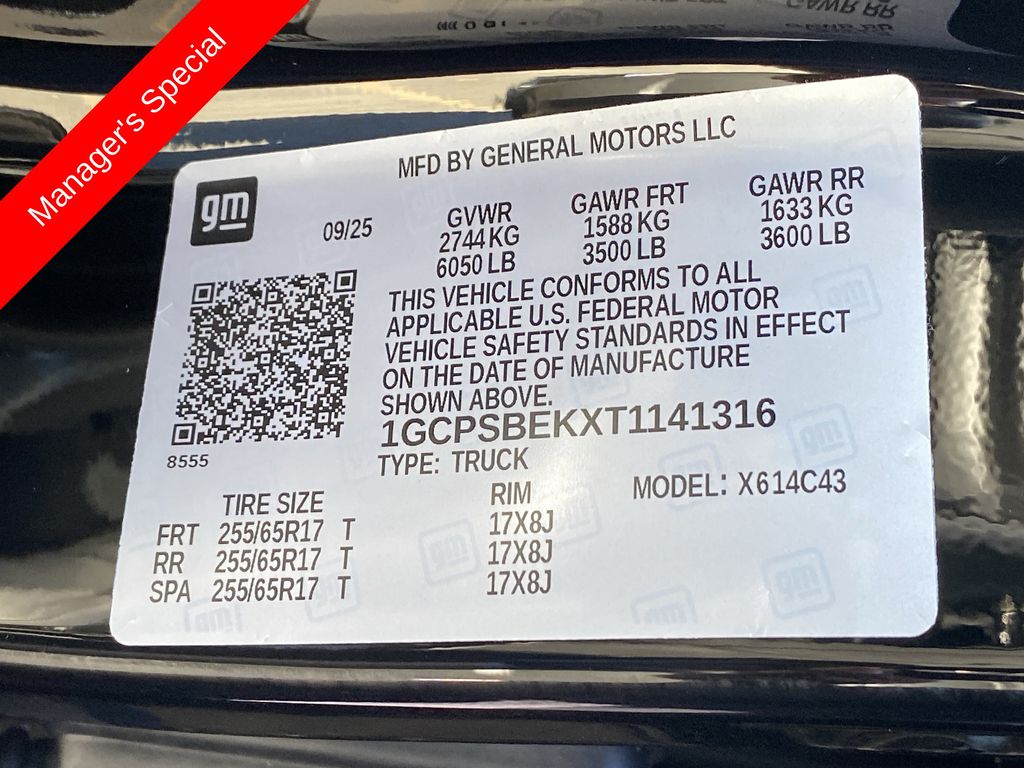 Manager's Special
MFD BY GENERAL MOTORS LLC
gm
09/25
GVWR
2744 KG
6050 LB
GAWR FRT
1588 KG
3500 LB
GAWR RR
1633 KG
3600 LB
THIS VEHICLE CONFORMS TO ALL
APPLICABLE U.S. FEDERAL MOTOR
VEHICLE SAFETY STANDARDS IN EFFECT
ON THE DATE OF MANUFACTURE
SHOWN ABOVE.
1GCPSBEKXT1141316
8555
TYPE: TRUCK
MODEL: X614C43
TIRE SIZE RIM
FRT 255/65R17 T 17X8J
RR 255/65R17 T 17X8J
SPA 255/65R17 T 17X8J